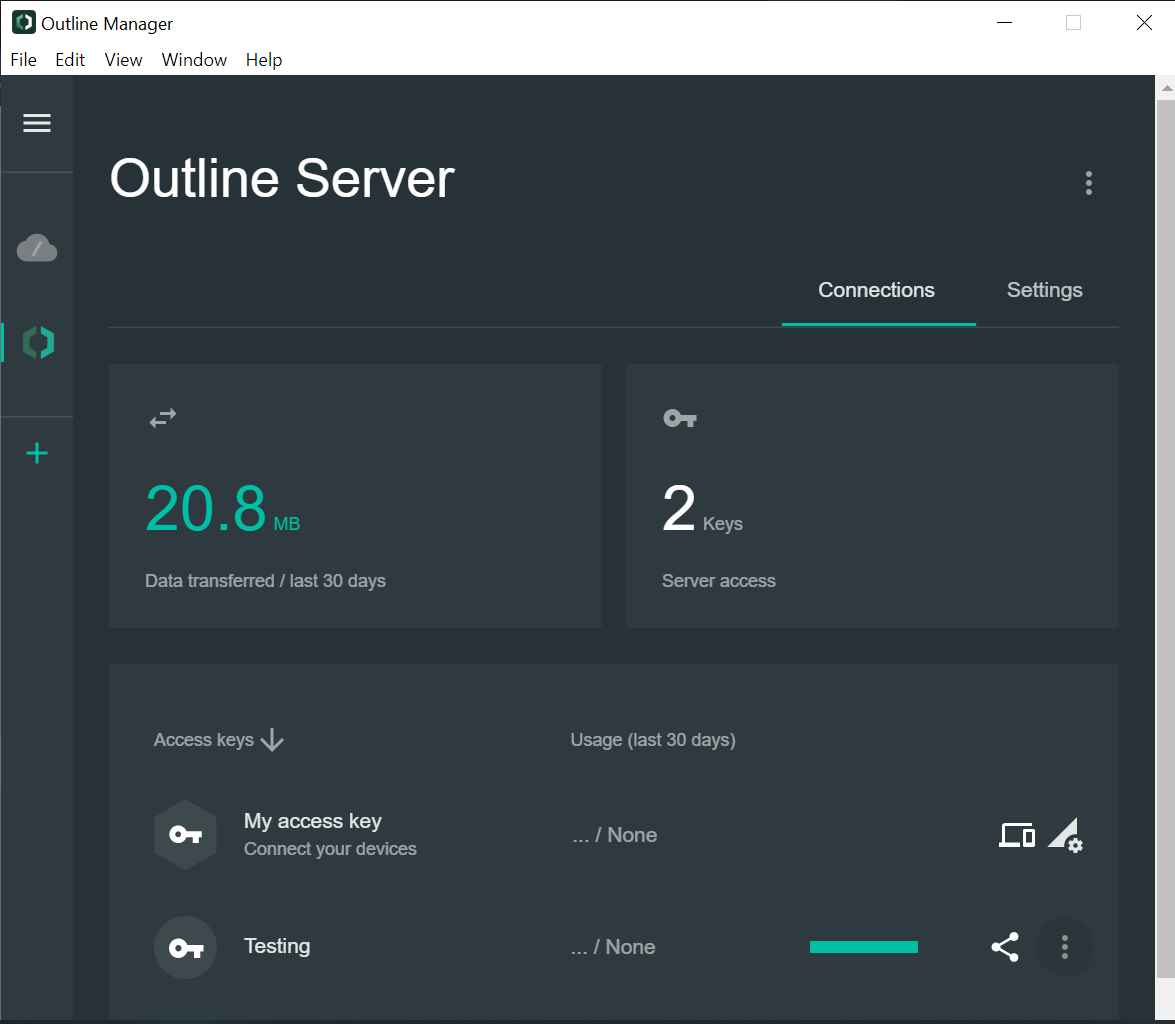 Outline Manager
File Edit View Window Help
Outline Server
Connections Settings
20.8 MB
Data transferred / last 30 days
2 Keys
Server access
Access keys Usage (last 30 days)
My access key
Connect your devices
... / None
Testing ... / None